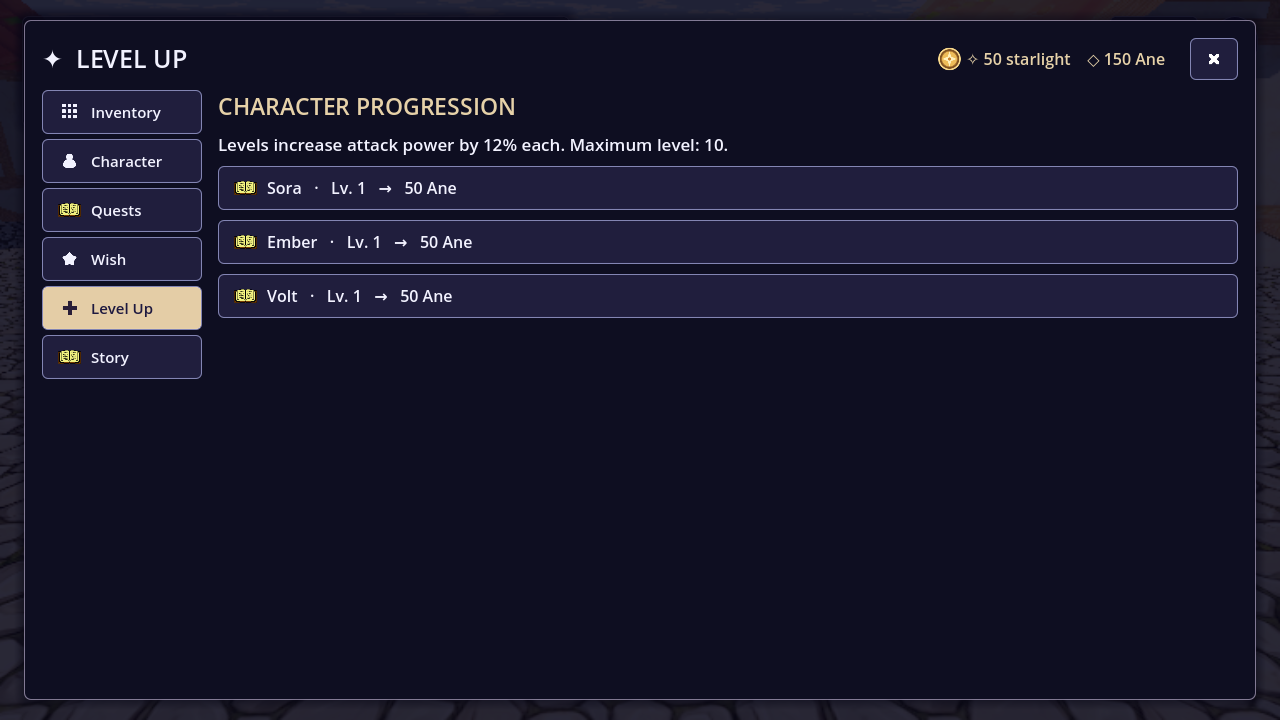 ✦ LEVEL UP
✧ 50 starlight ◇ 150 Ane
Inventory
Character
Quests
Wish
Level Up
Story
CHARACTER PROGRESSION
Levels increase attack power by 12% each. Maximum level: 10.
Sora · Lv. 1 → 50 Ane
Ember · Lv. 1 → 50 Ane
Volt · Lv. 1 → 50 Ane